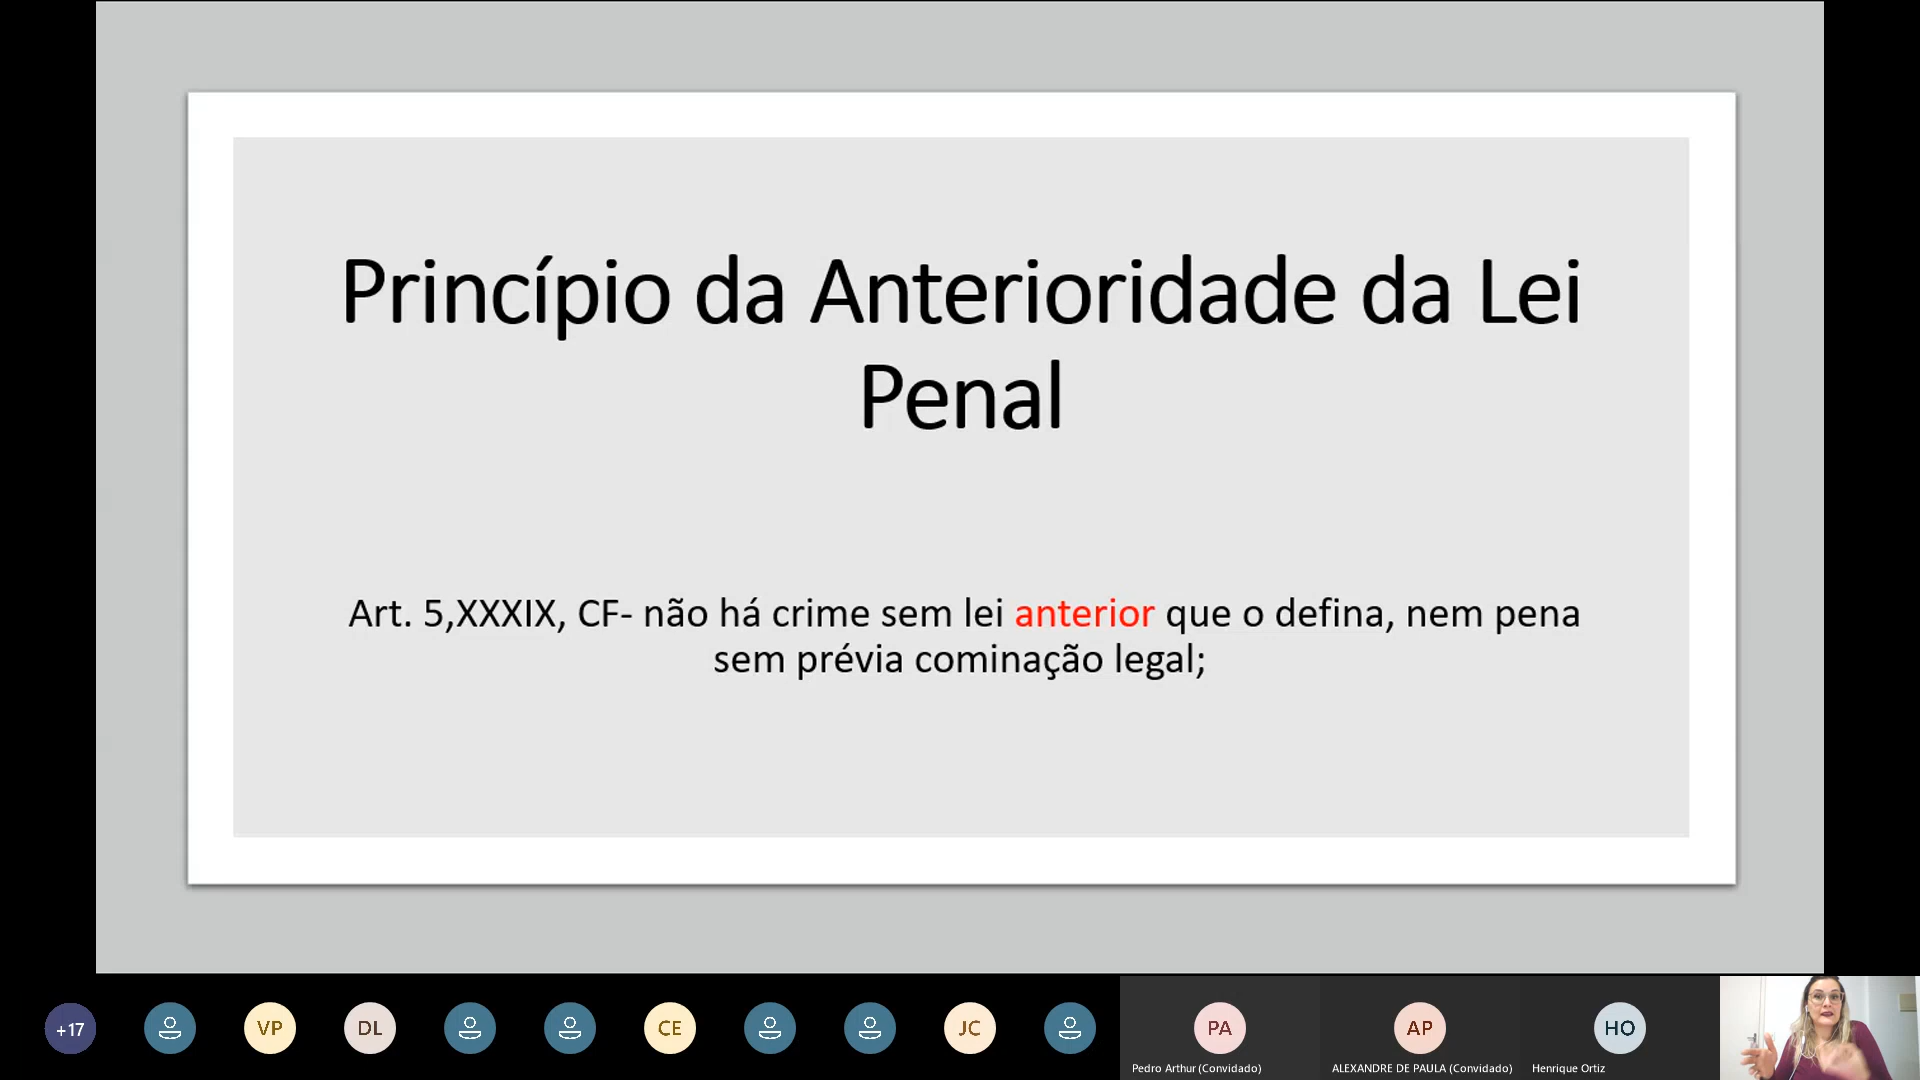 Princípio da Anterioridade da Lei
Penal
Art. 5,XXXIX, CF- não há crime sem lei anterior que o defina, nem pena
sem prévia cominação legal;
+17
VP
DL
CE
JC
PA
AP
HO
Pedro Arthur (Convidado)
ALEXANDRE DE PAULA (Convidado)
Henrique Ortiz